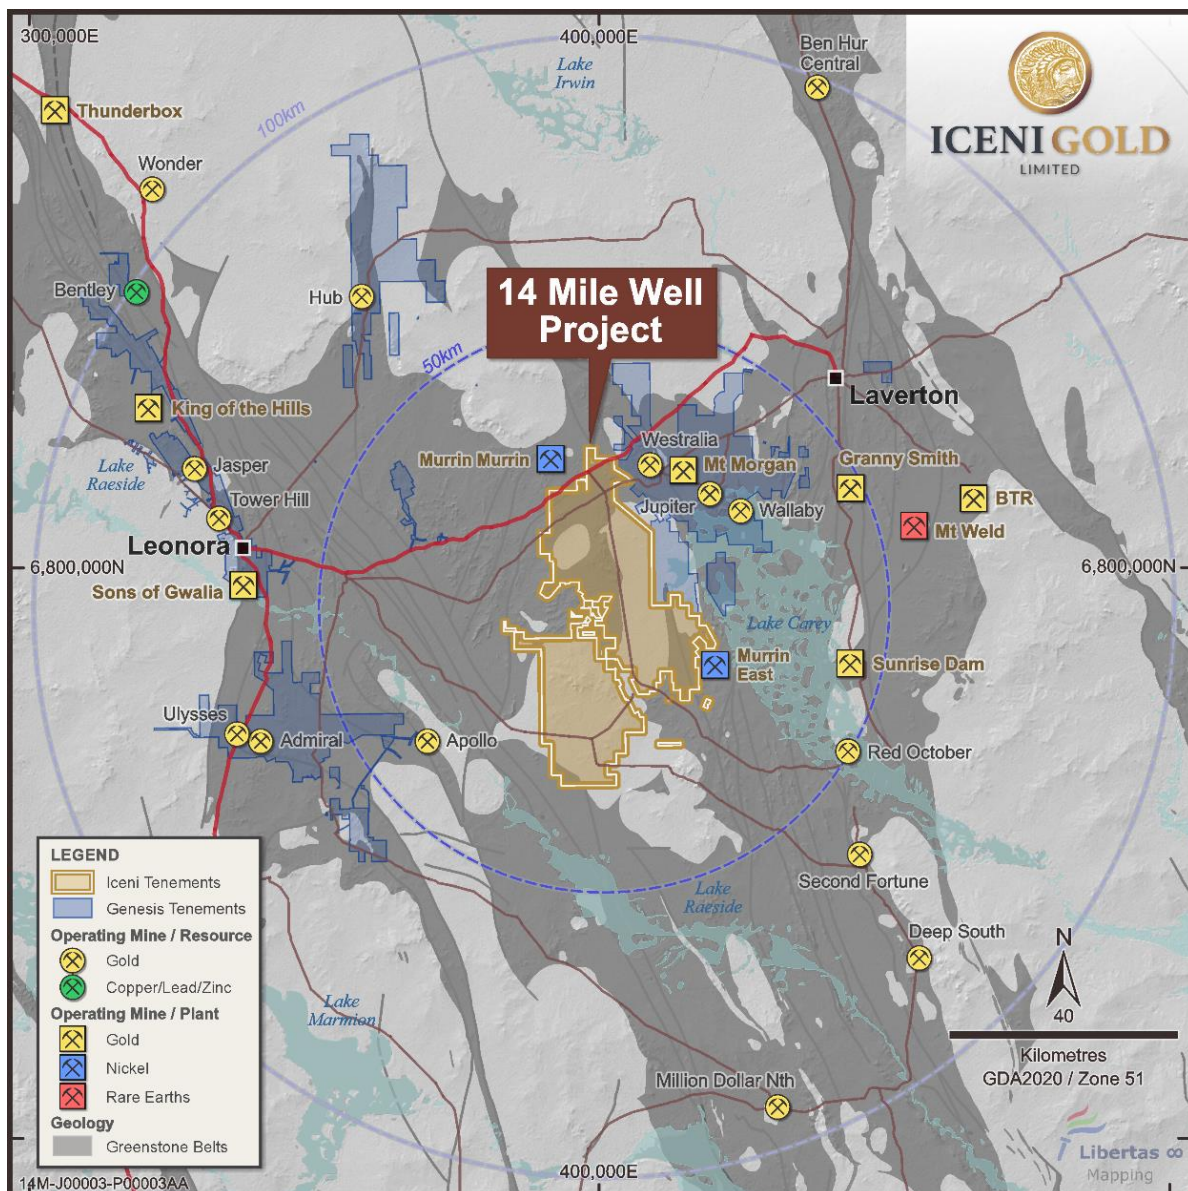 300,000E
400,000E
Ben Hur
Central
Lake
Irwin
ICENI GOLD
LIMITED
100km
Thunderbox
Wonder
Bentley
Hub
14 Mile Well
Project
50km
Laverton
King of the Hills
Murrin Murrin
Westralia
Mt Morgan
Granny Smith
Lake
Raeside
Jasper
Tower Hill
Jupiter
Wallaby
BTR
Mt Weld
Leonora
6,800,000N
6,800,000N
Sons of Gwalia
Lake Carey
Murrin
East
Sunrise Dam
Ulysses
Admiral
Apollo
Red October
LEGEND
Iceni Tenements
Genesis Tenements
Operating Mine / Resource
Gold
Copper/Lead/Zinc
Operating Mine / Plant
Gold
Nickel
Rare Earths
Geology
Greenstone Belts
Second Fortune
Lake
Raeside
Deep South
Lake
Marmion
N
40
Kilometres
GDA2020 / Zone 51
Million Dollar Nth
Libertas
Mapping
400,000E
14M-J00003-P00003AA